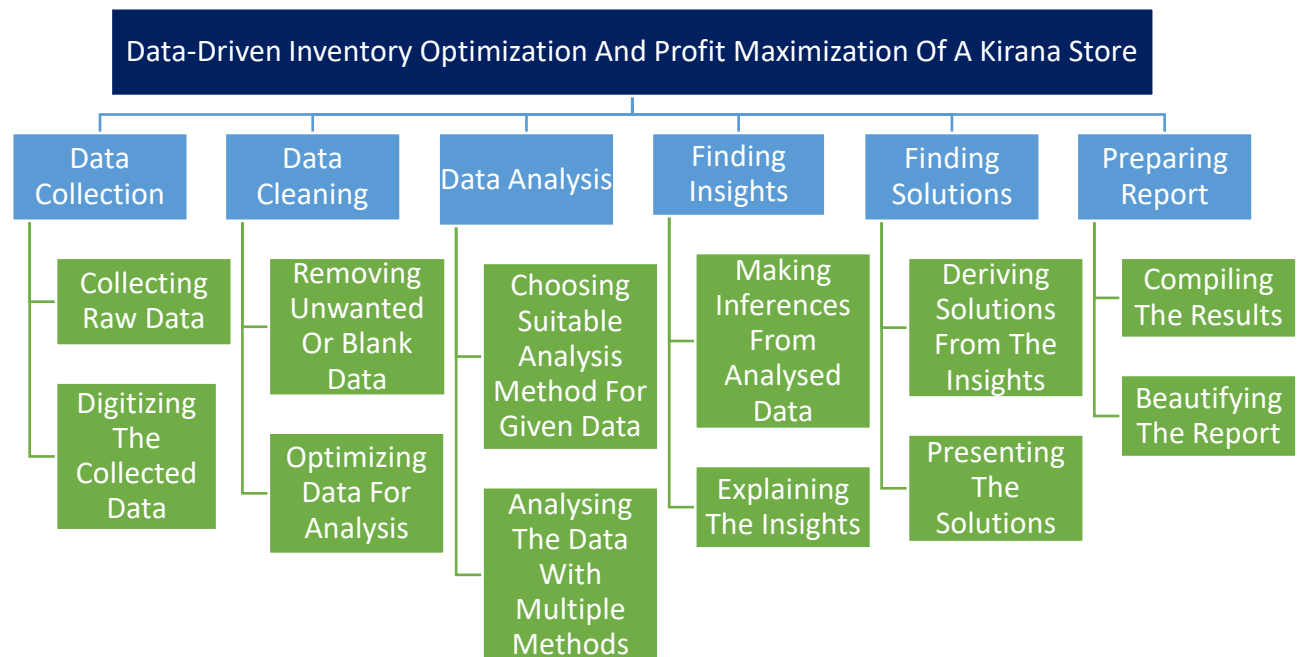 Data-Driven Inventory Optimization And Profit Maximization Of A Kirana Store
Data
Collection
Collecting
Raw Data
Digitizing
The
Collected
Data
Data
Cleaning
Removing
Unwanted
Or Blank
Data
Optimizing
Data For
Analysis
Data Analysis
Choosing
Suitable
Analysis
Method For
Given Data
Analysing
The Data
With
Multiple
Methods
Finding
Insights
Making
Inferences
From
Analysed
Data
Explaining
The Insights
Finding
Solutions
Deriving
Solutions
From The
Insights
Presenting
The
Solutions
Preparing
Report
Compiling
The Results
Beautifying
The Report